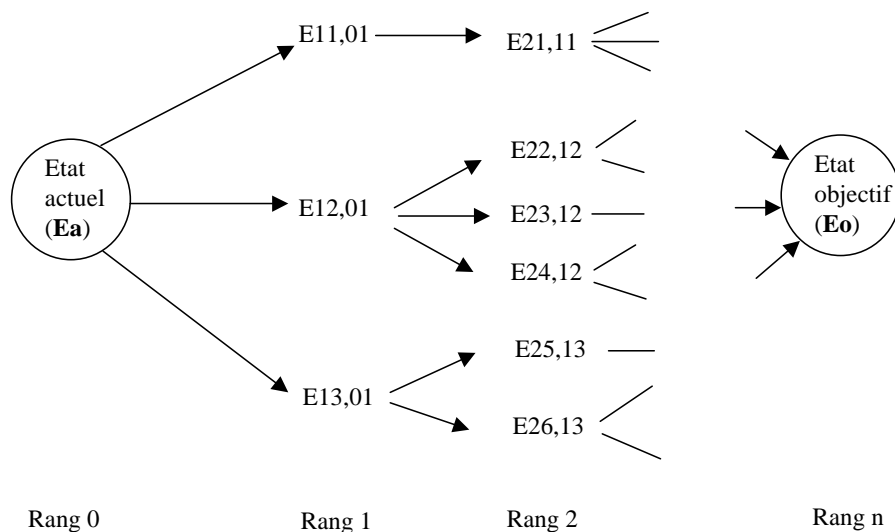 E11,01
E21,11
Etat
actuel
(Ea)
E12,01
E22,12
E23,12
E24,12
Etat
objectif
(Eo)
E13,01
E25,13
E26,13
Rang 0
Rang 1
Rang 2
Rang n